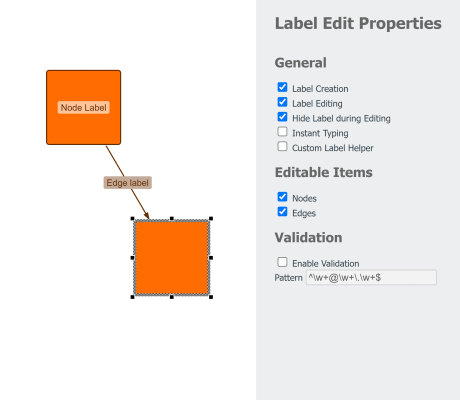 Label Edit Properties
General
Label Creation
Label Editing
Hide Label during Editing
Instant Typing
Custom Label Helper
Editable Items
Nodes
Edges
Validation
Enable Validation
Pattern ^\w+@\w+\.\w+$
Node Label
Edge label